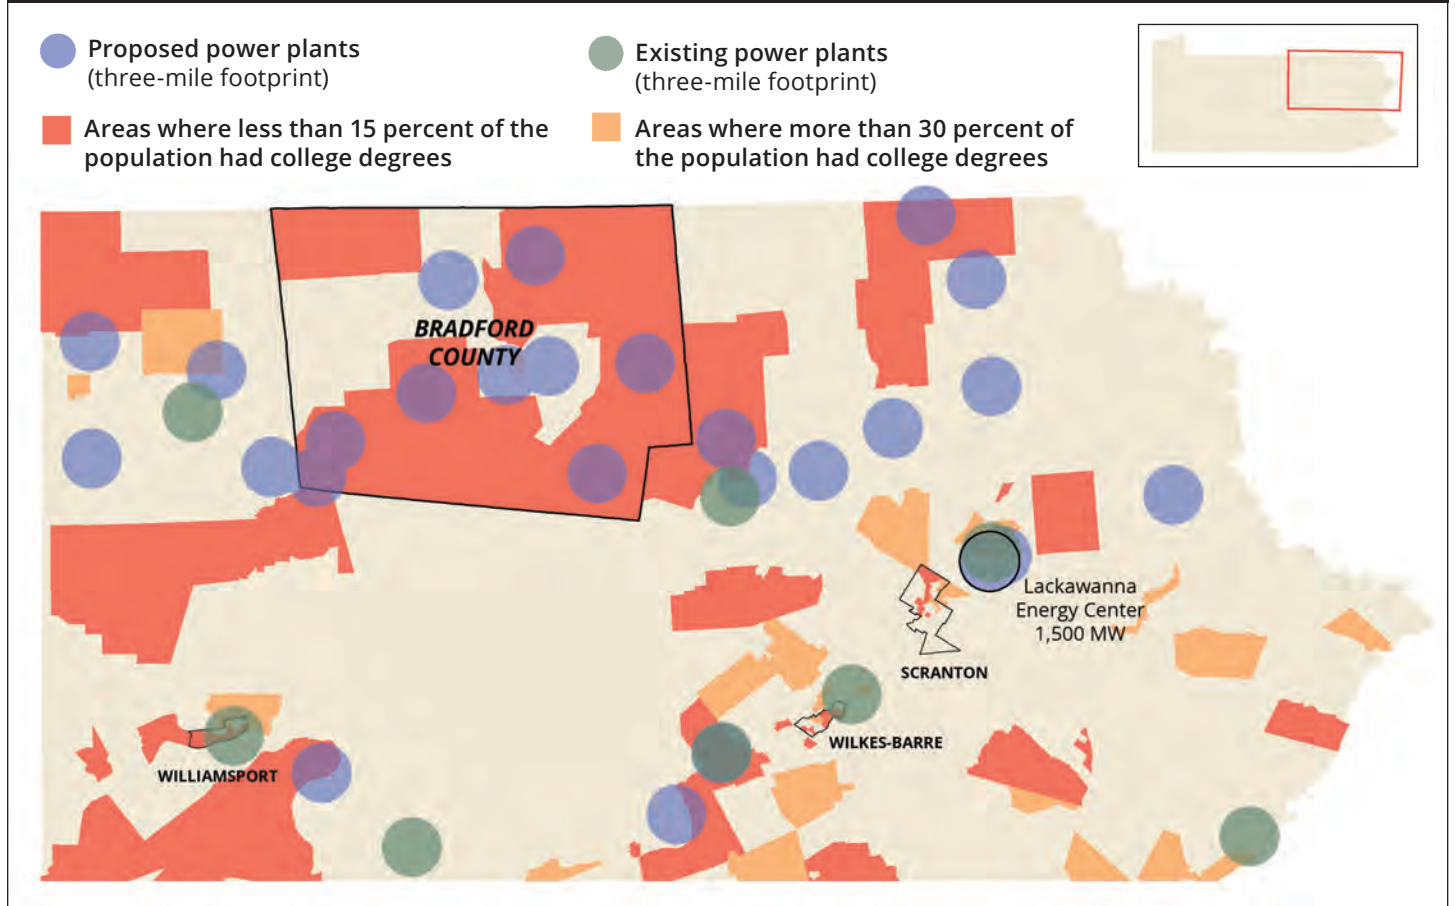 Proposed power plants
(three-mile footprint)
Existing power plants
(three-mile footprint)
Areas where less than 15 percent of the
population had college degrees
Areas where more than 30 percent of
the population had college degrees
BRADFORD
COUNTY
Lackawanna
Energy Center
1,500 MW
SCRANTON
WILKES-BARRE
WILLIAMSPORT